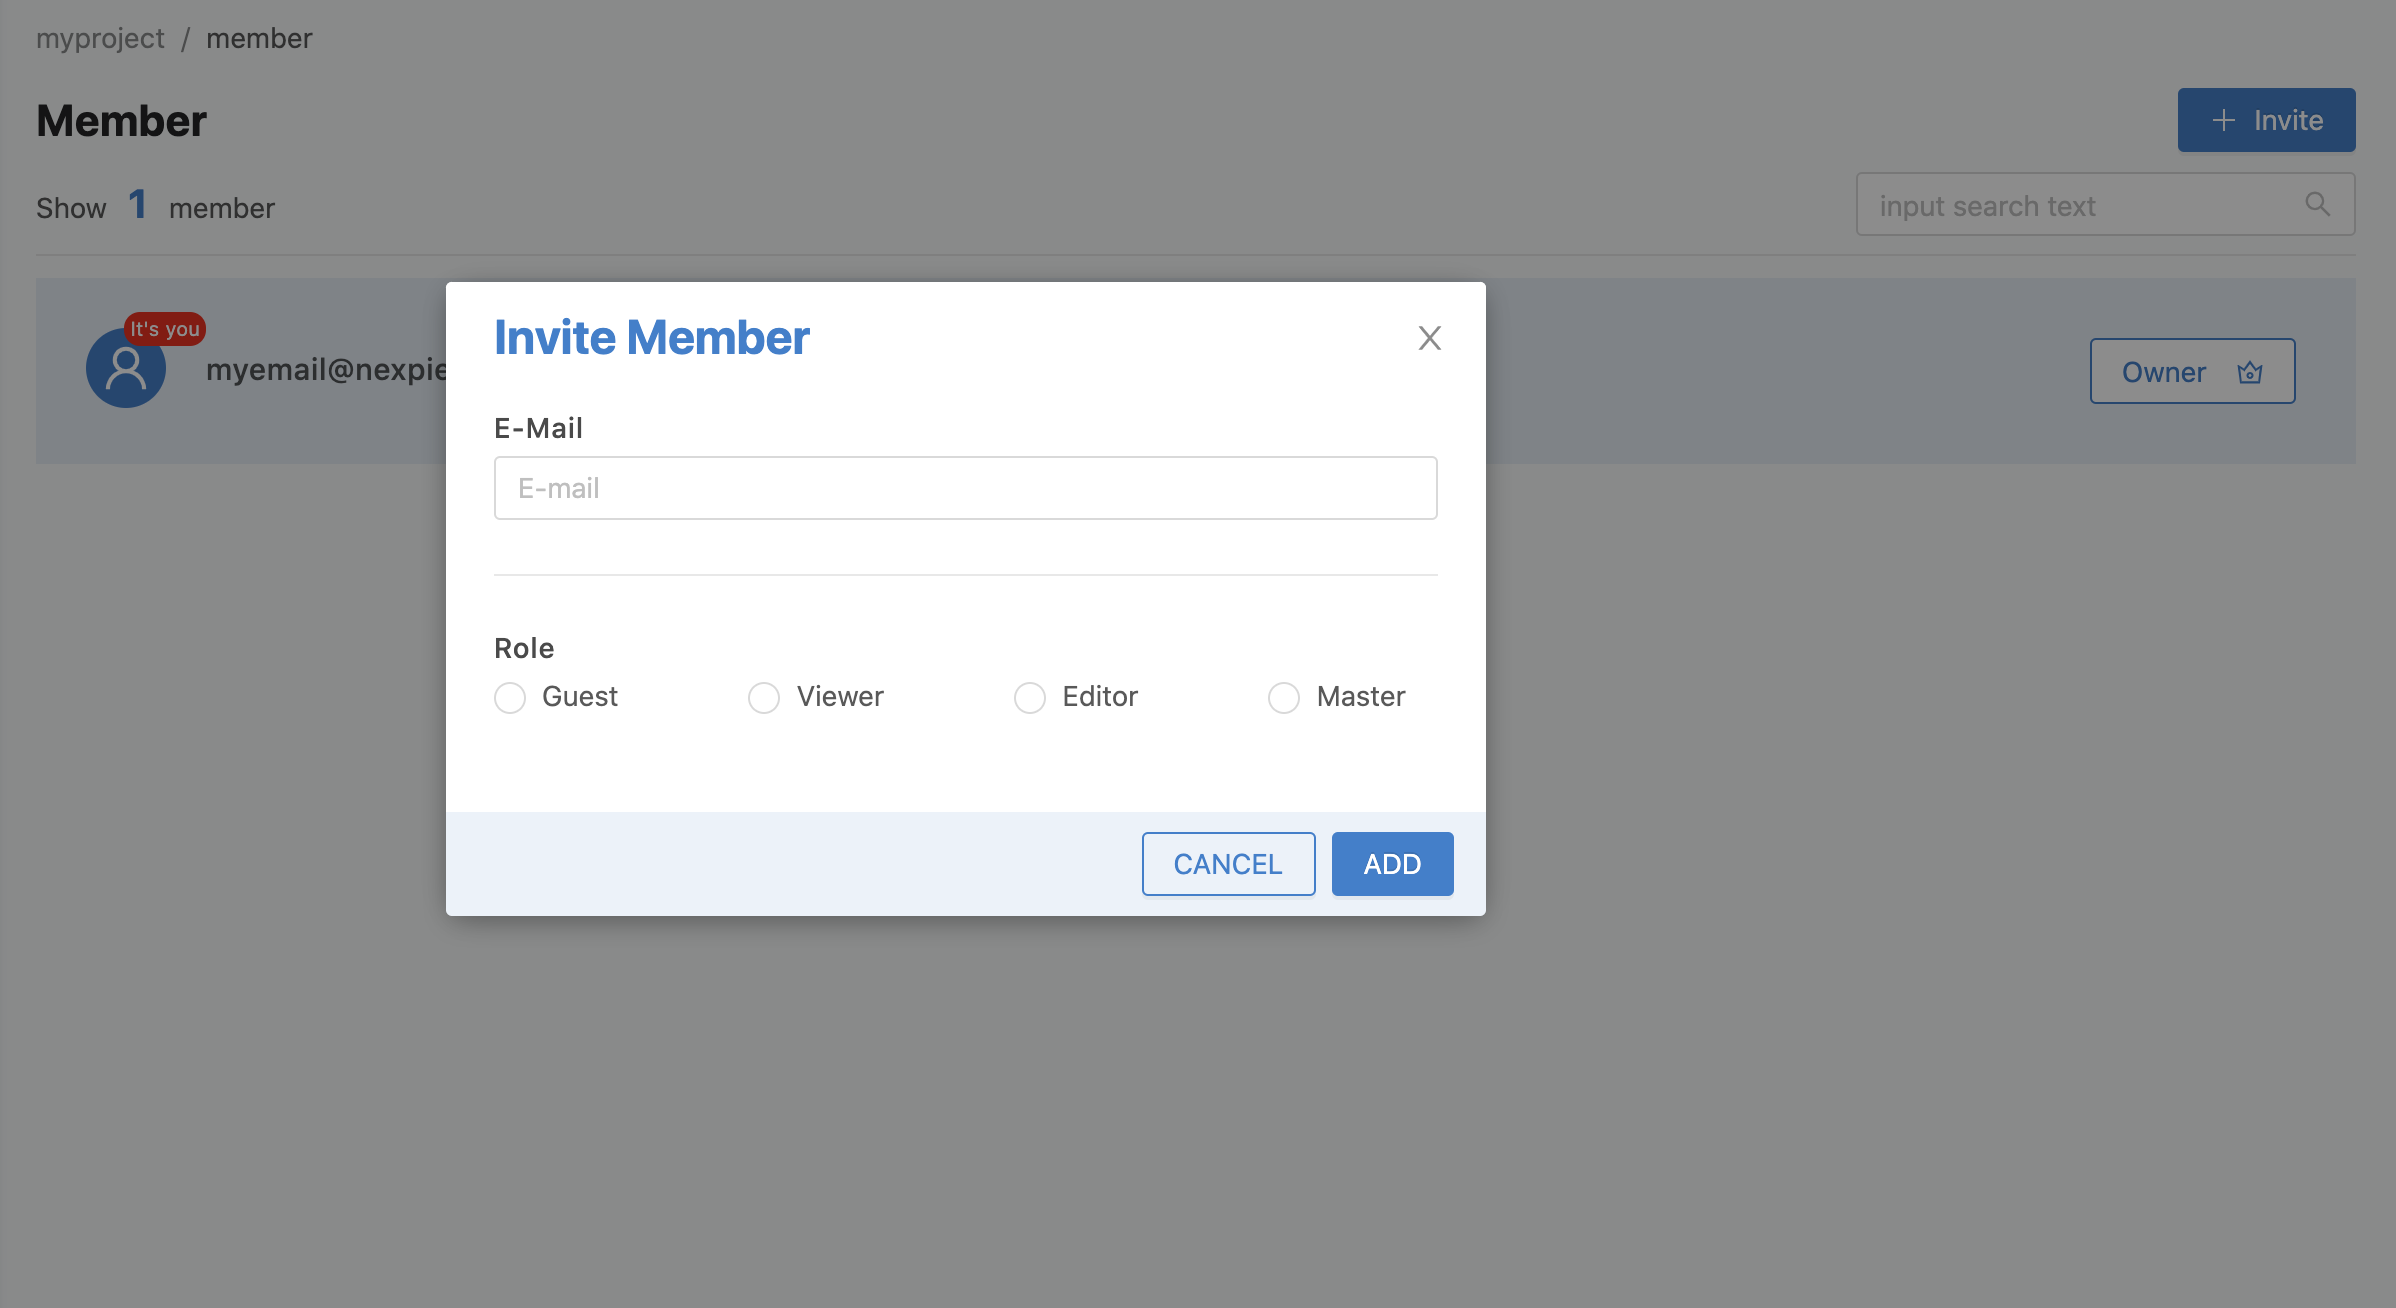 myproject / member
Member
Invite
Show 1 member
input search text
It's you
myemail@nexpie
Owner
Invite Member
E-Mail
E-mail
Role
Guest Viewer Editor Master
CANCEL ADD